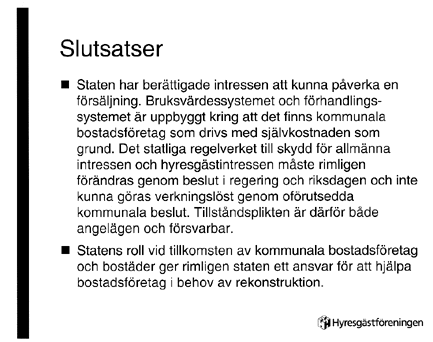 Slutsatser
■ Staten har berättigade intressen att kunna påverka en
försäljning. Bruksvärdessystemet och förhandlings-
systemet är uppbyggt kring att det finns kommunala
bostadsföretag som drivs med självkostnaden som
grund. Det statliga regelverket till skydd för allmänna
intressen och hyresgästintressen måste rimligen
förändras genom beslut i regering och riksdagen och inte
kunna göras verkningslöst genom oförutsedda
kommunala beslut. Tillståndsplikten är därför både
angelägen och försvarbar.
■ Statens roll vid tillkomsten av kommunala bostadsföretag
och bostäder ger rimligen staten ett ansvar för att hjälpa
bostadsföretag i behov av rekonstruktion.
Hyresgästföreningen